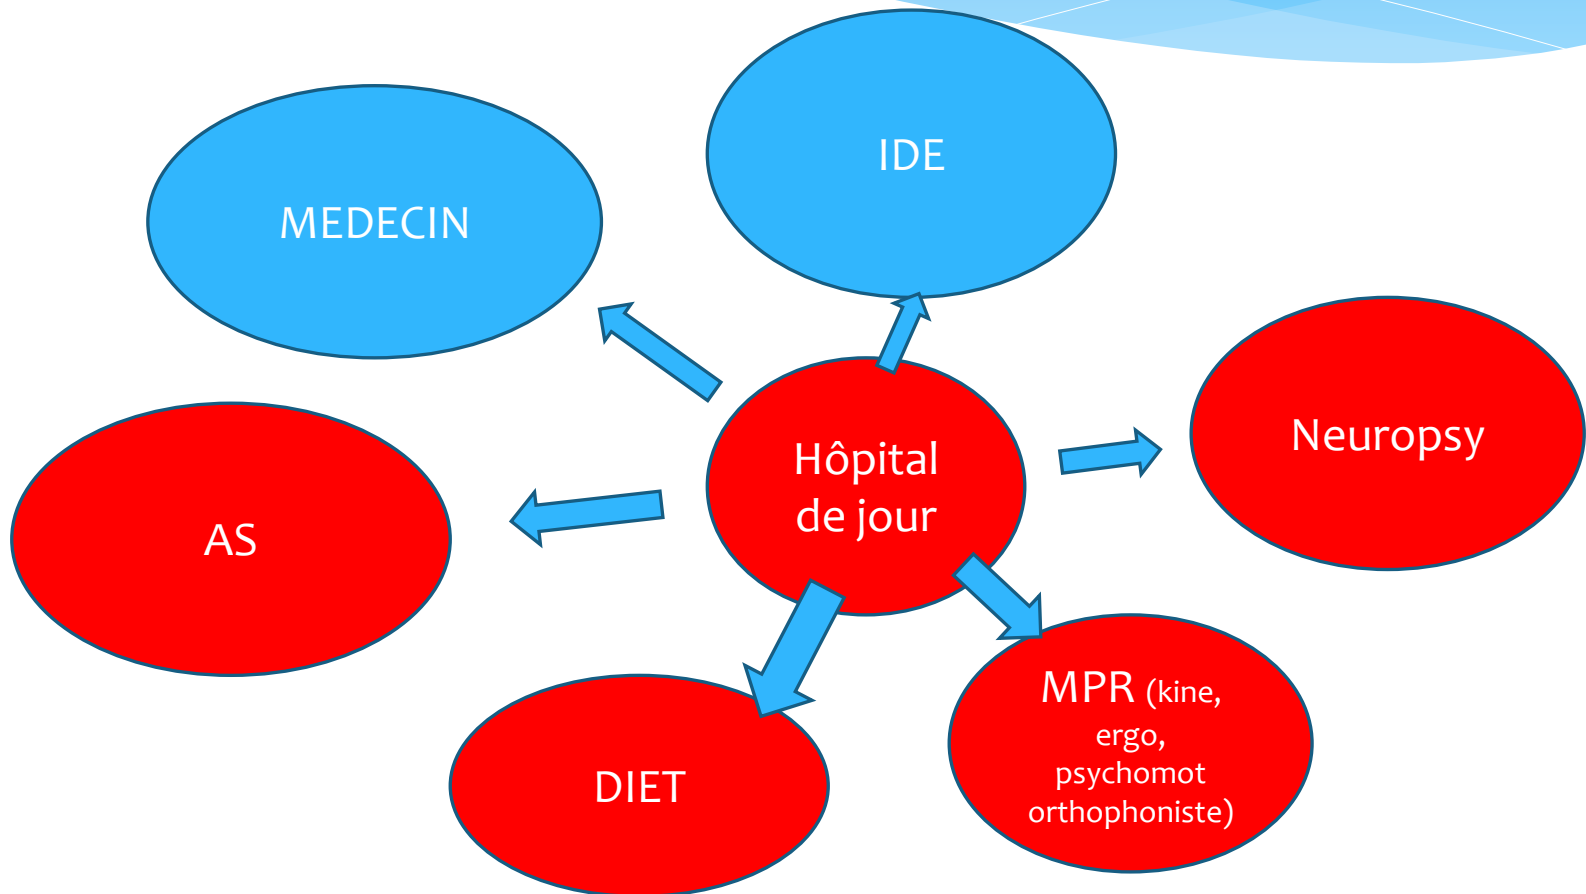 IDE
MEDECIN
Neuropsy
Hôpital
de jour
AS
MPR (kine,
ergo,
psychomot
orthophoniste)
DIET